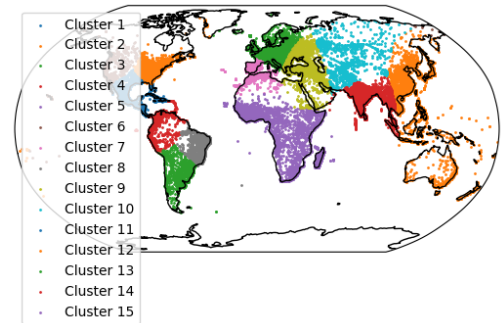 Cluster 1
Cluster 2
Cluster 3
Cluster 4
Cluster 5
Cluster 6
Cluster 7
Cluster 8
Cluster 9
Cluster 10
Cluster 11
Cluster 12
Cluster 13
Cluster 14
Cluster 15